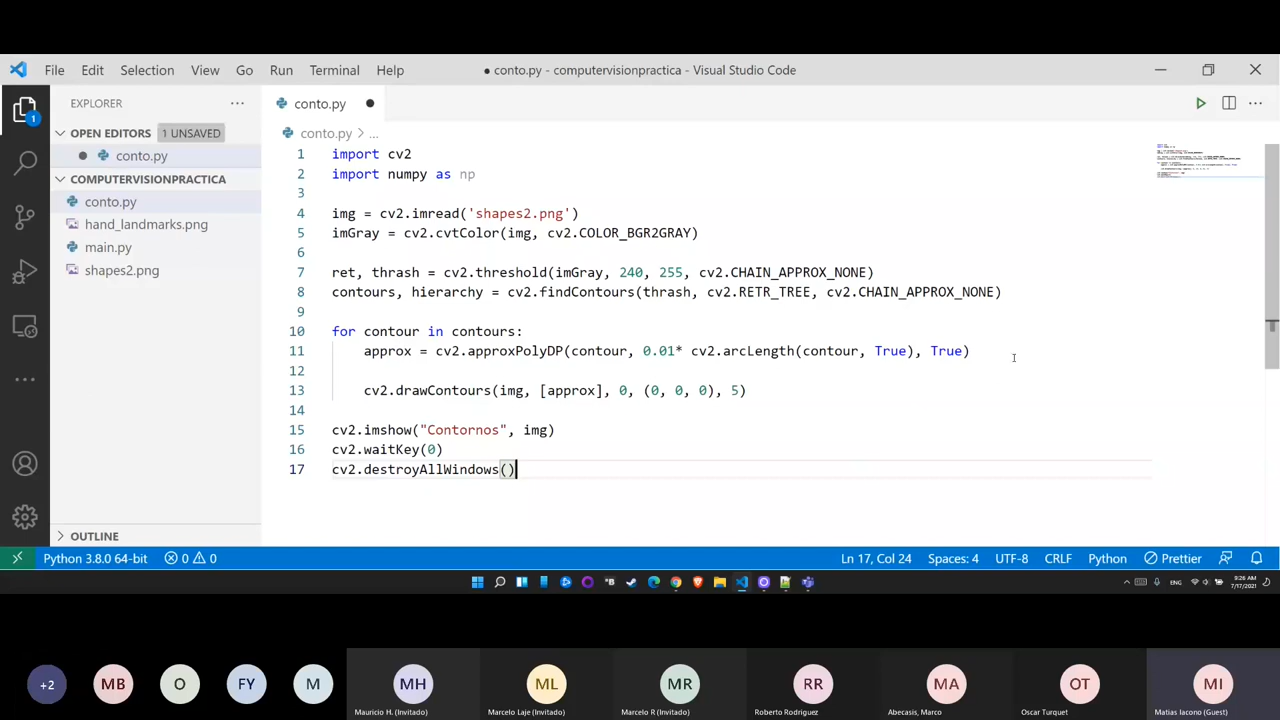 File Edit Selection View Go Run Terminal Help ● conto.py - computervisionpractica - Visual Studio Code
EXPLORER
OPEN EDITORS 1 UNSAVED
conto.py
COMPUTERVISIONPRACTICA
conto.py
hand_landmarks.png
main.py
shapes2.png
OUTLINE
1
conto.py
conto.py > ...
1 import cv2
2 import numpy as np
3
4 img = cv2.imread('shapes2.png')
5 imGray = cv2.cvtColor(img, cv2.COLOR_BGR2GRAY)
6
7 ret, thrash = cv2.threshold(imGray, 240, 255, cv2.CHAIN_APPROX_NONE)
8 contours, hierarchy = cv2.findContours(thrash, cv2.RETR_TREE, cv2.CHAIN_APPROX_NONE)
9
10 for contour in contours:
11 approx = cv2.approxPolyDP(contour, 0.01* cv2.arcLength(contour, True), True)
12
13 cv2.drawContours(img, [approx], 0, (0, 0, 0), 5)
14
15 cv2.imshow("Contornos", img)
16 cv2.waitKey(0)
17 cv2.destroyAllWindows()
Python 3.8.0 64-bit 0 0 Ln 17, Col 24 Spaces: 4 UTF-8 CRLF Python Prettier
ENG 9:26 AM
7/17/2021
+2 MB O FY M MH ML MR RR MA OT MI
Mauricio H. (Invitado) Marcelo Laje (Invitado) Marcelo R (Invitado) Roberto Rodriguez Abecasis, Marco Oscar Turquet Matias Iacono (Guest)